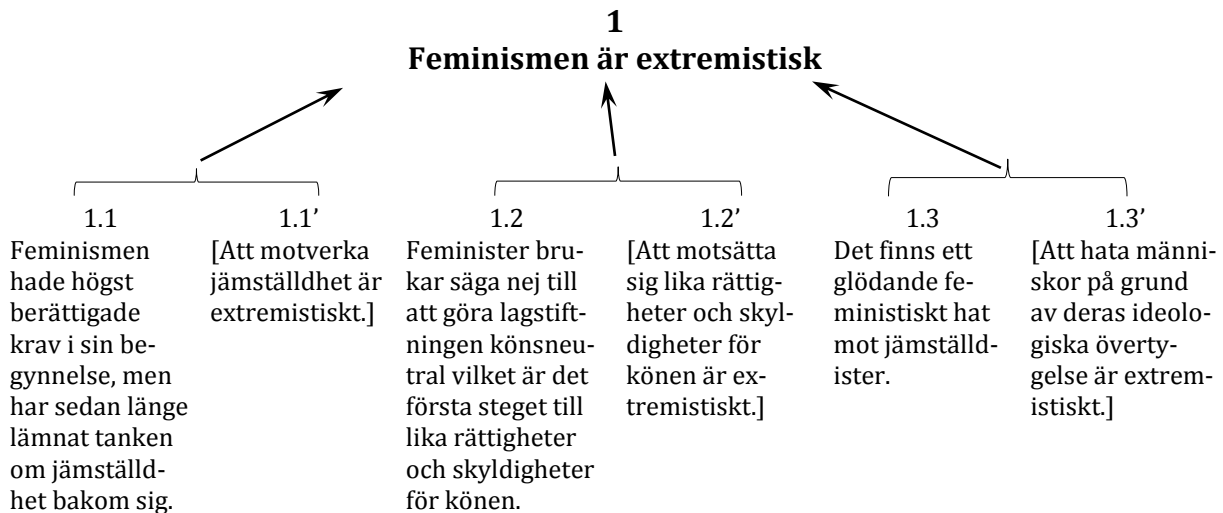 1
Feminismen är extremistisk
1.1
Feminismen
hade högst
berättigade
krav i sin be-
gynnelse, men
har sedan länge
lämnat tanken
om jämställd-
het bakom sig.
1.1’
[Att motverka
jämställdhet är
extremistiskt.]
1.2
Feminister bru-
kar säga nej till
att göra lagstift-
ningen könsneu-
tral vilket är det
första steget till
lika rättigheter
och skyldigheter
för könen.
1.2’
[Att motsätta
sig lika rättig-
heter och skyl-
digheter för
könen är ex-
tremistiskt.]
1.3
Det finns ett
glödande fe-
ministiskt hat
mot jämställd-
ister.
1.3’
[Att hata männi-
skor på grund
av deras ideolo-
giska överty-
gelse är extrem-
istiskt.]